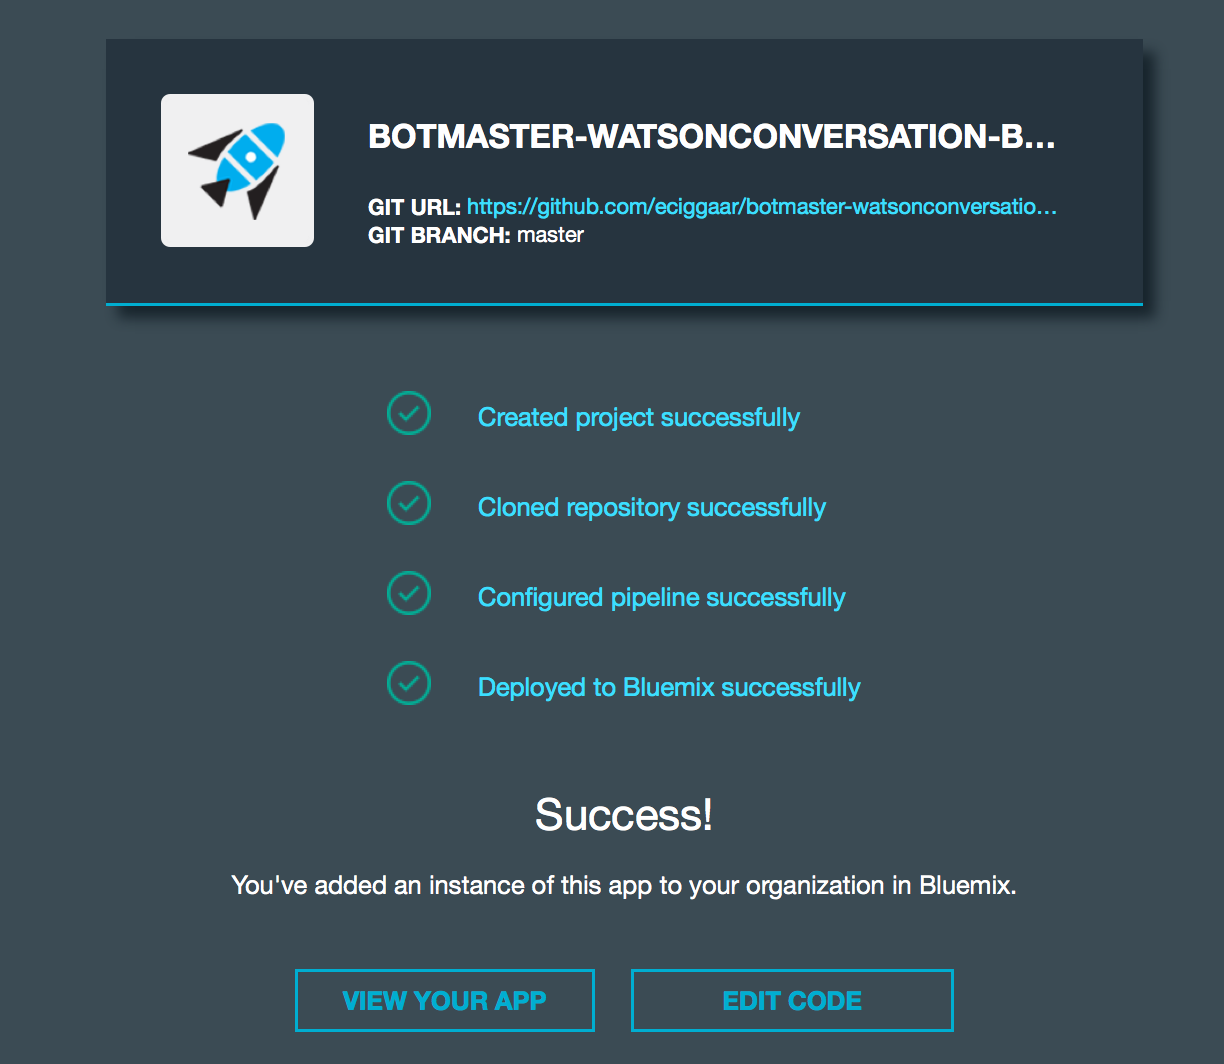 BOTMASTER-WATSONCONVERSATION-B...
GIT URL: https://github.com/eciggaar/botmaster-watsonconversatio...
GIT BRANCH: master
Created project successfully
Cloned repository successfully
Configured pipeline successfully
Deployed to Bluemix successfully
Success!
You've added an instance of this app to your organization in Bluemix.
VIEW YOUR APP
EDIT CODE